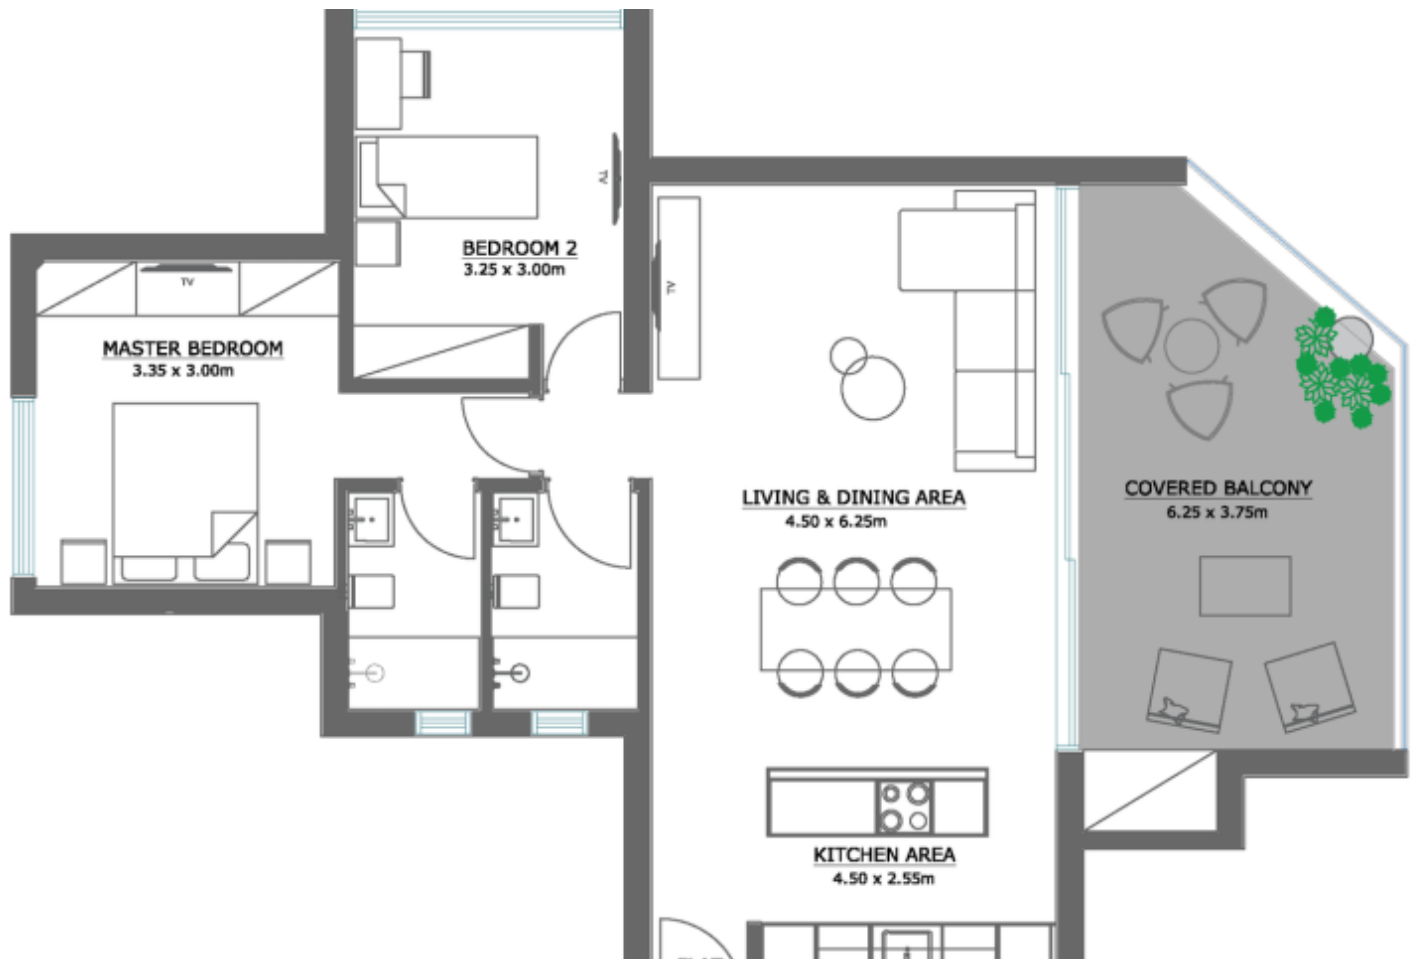 TV
BEDROOM 2
3.25 x 3.00m
TV
MASTER BEDROOM
3.35 x 3.00m
TV
LIVING & DINING AREA
4.50 x 6.25m
COVERED BALCONY
6.25 x 3.75m
KITCHEN AREA
4.50 x 2.55m